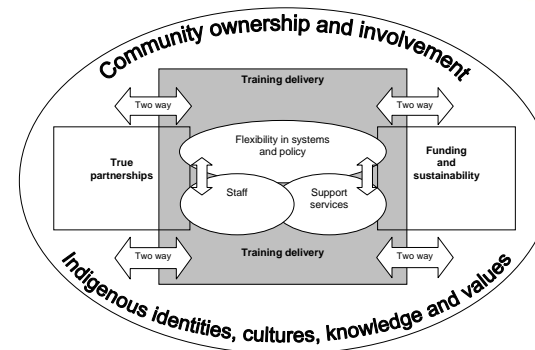 Community ownership and involvement
Training delivery
Two way
Two way
Flexibility in systems
and policy
True
partnerships
Funding
and
sustainability
Staff
Support
services
Training delivery
Two way
Two way
Indigenous identities, cultures, knowledge and values